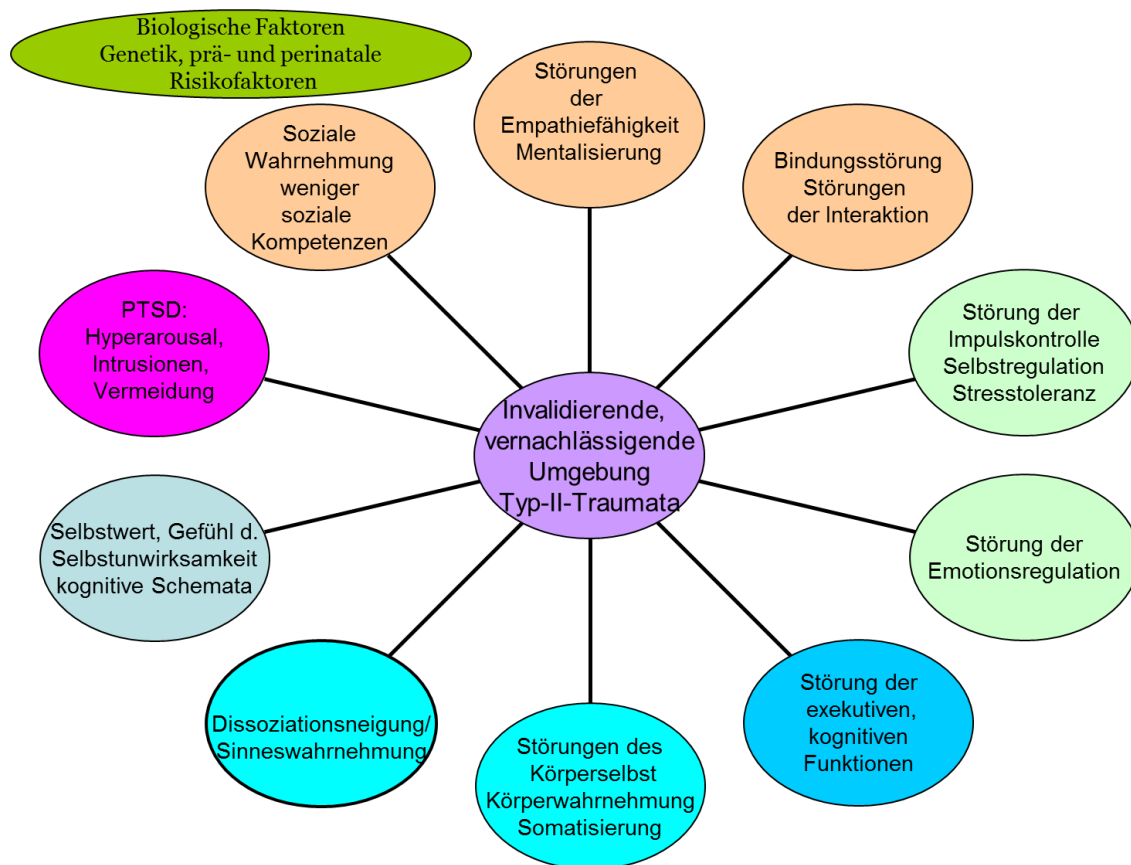 Biologische Faktoren
Genetik, prä- und perinatale
Risikofaktoren
Störungen
der
Empathiefähigkeit
Mentalisierung
Soziale
Wahrnehmung
weniger
soziale
Kompetenzen
Bindungsstörung
Störungen
der Interaktion
PTSD:
Hyperarousal,
Intrusionen,
Vermeidung
Störung der
Impulskontrolle
Selbstregulation
Stresstoleranz
Invalidierende,
vernachlässigende
Umgebung
Typ-II-Traumata
Selbstwert, Gefühl d.
Selbstunwirksamkeit
kognitive Schemata
Störung der
Emotionsregulation
Dissoziationsneigung/
Sinneswahrnehmung
Störungen des
Körperselbst
Körperwahrnehmung
Somatisierung
Störung der
exekutiven,
kognitiven
Funktionen